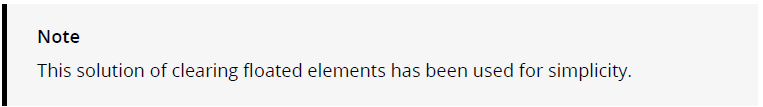 Note
This solution of clearing floated elements has been used for simplicity.